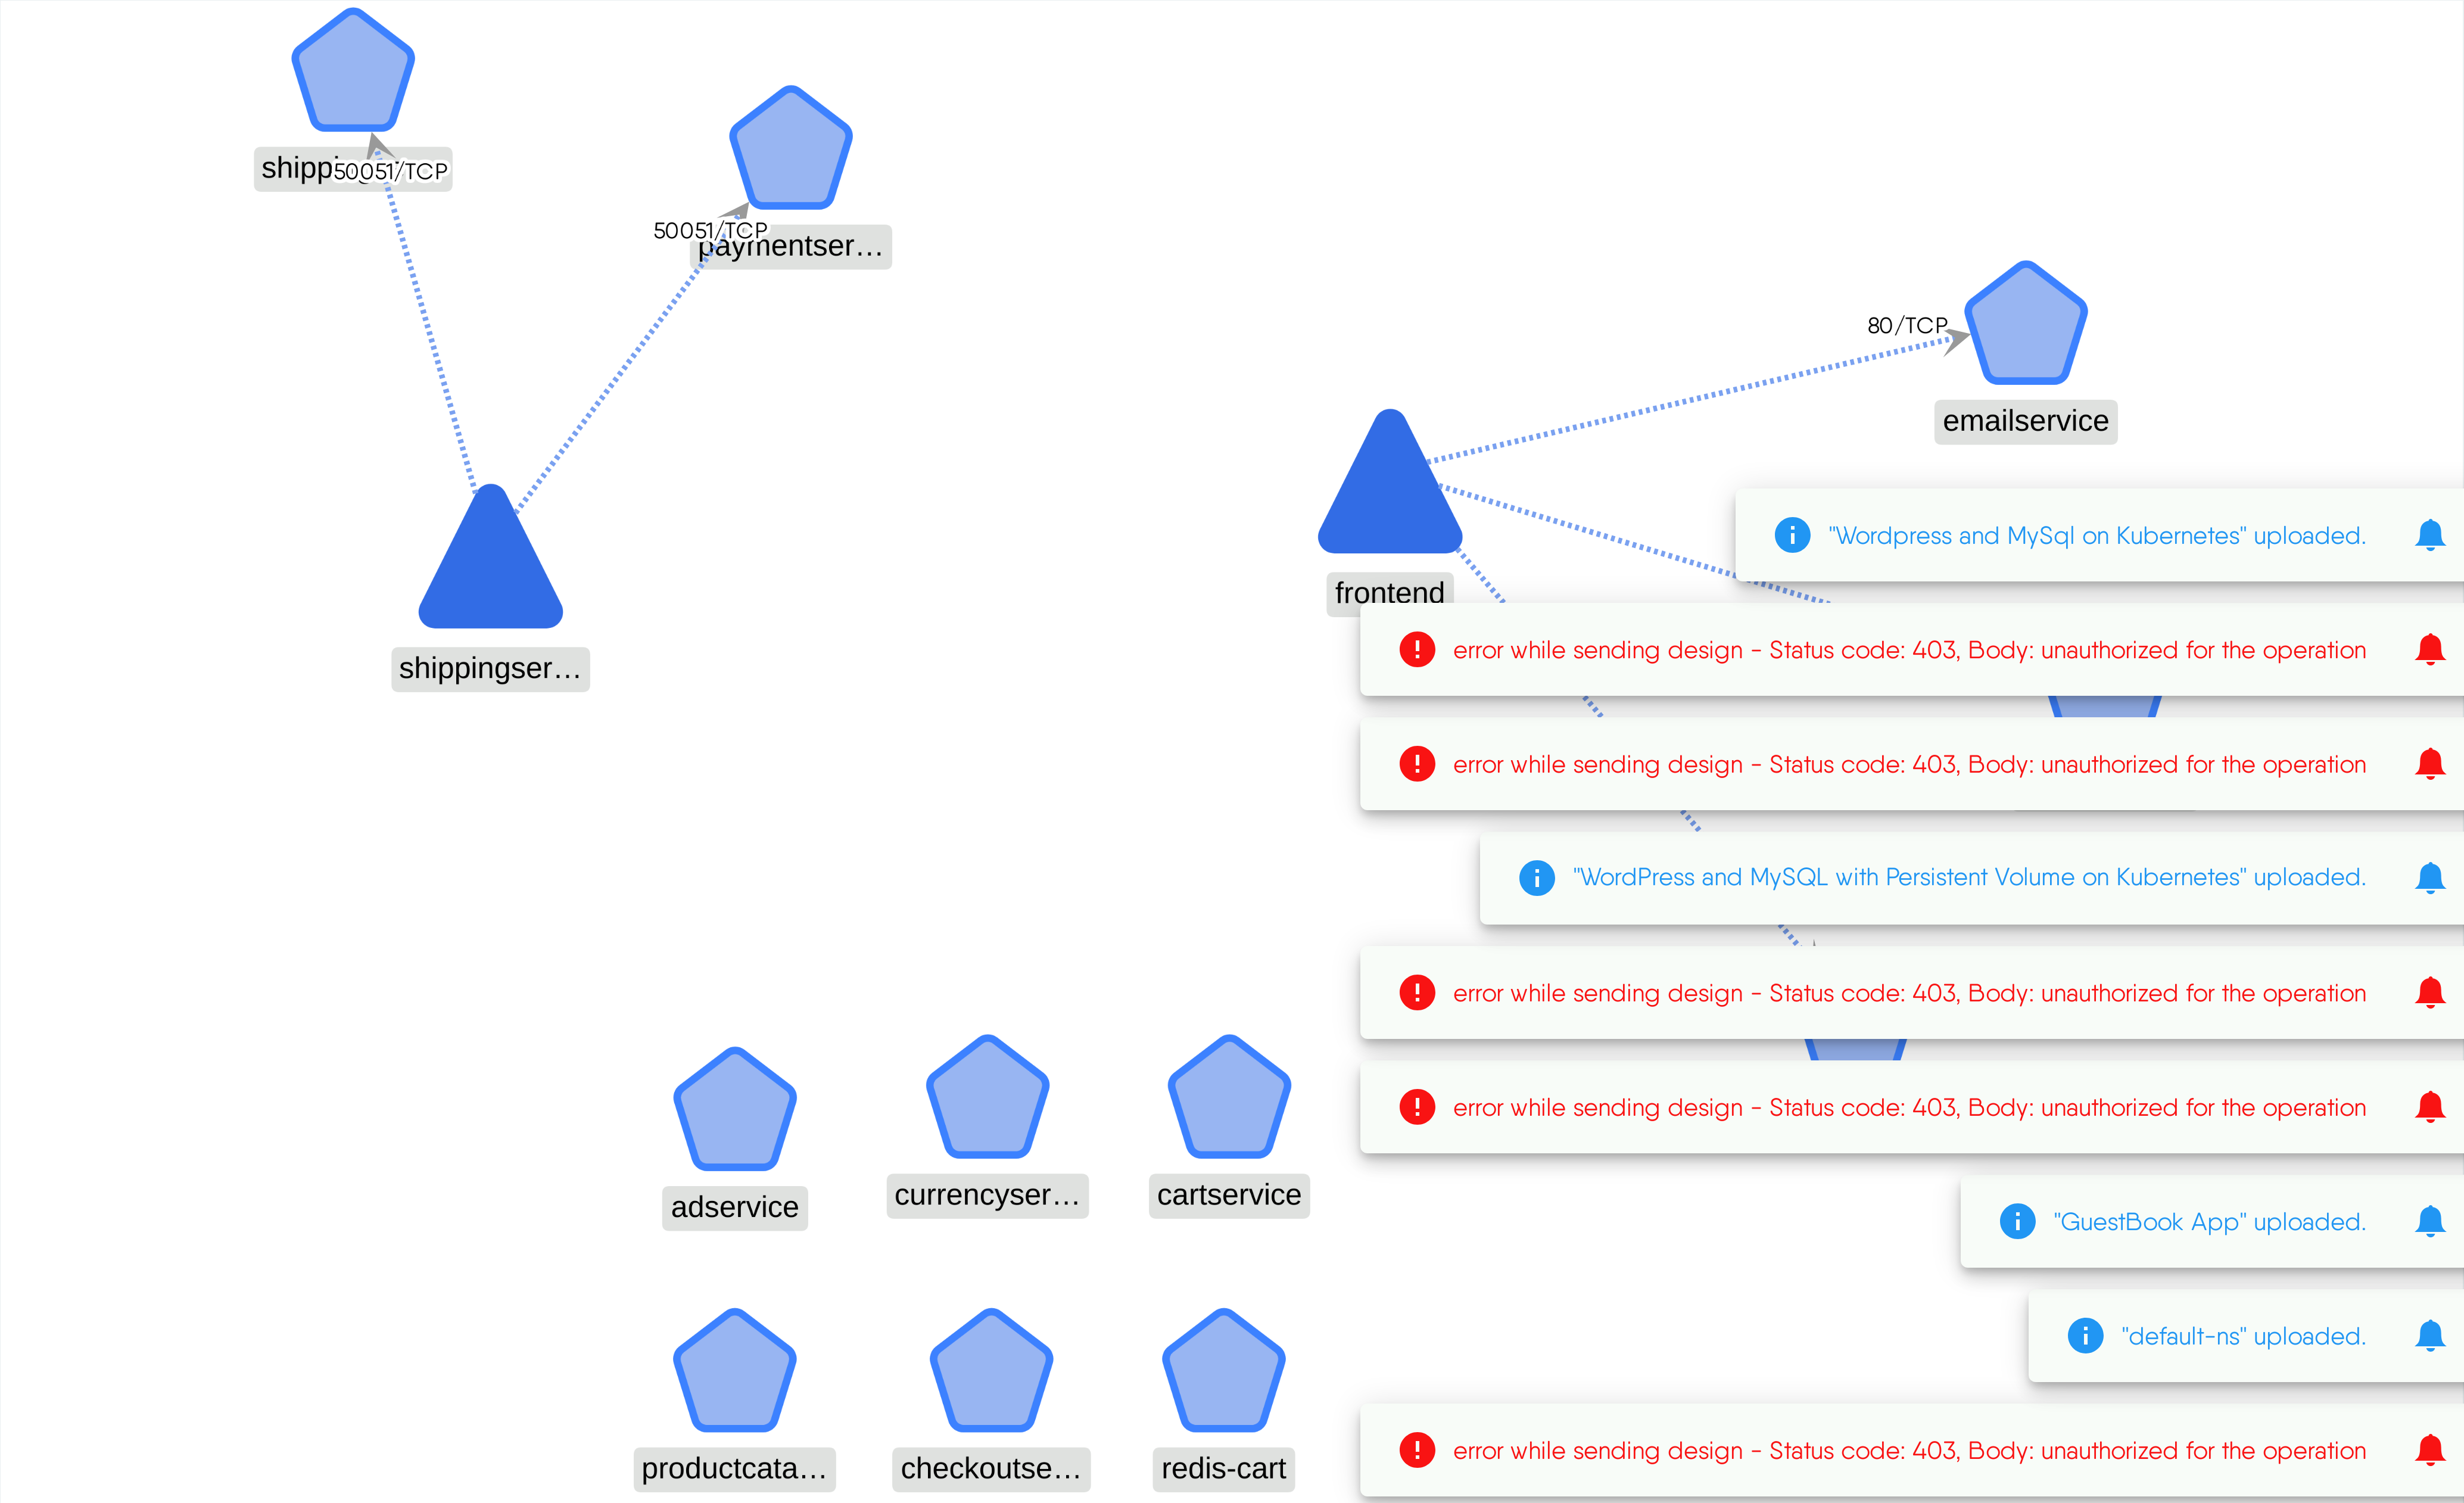 50051/TCP
50051/TCP
paymentser…
80/TCP
emailservice
"Wordpress and MySql on Kubernetes" uploaded.
frontend
error while sending design - Status code: 403, Body: unauthorized for the operation
shippingser…
error while sending design - Status code: 403, Body: unauthorized for the operation
"WordPress and MySQL with Persistent Volume on Kubernetes" uploaded.
error while sending design - Status code: 403, Body: unauthorized for the operation
error while sending design - Status code: 403, Body: unauthorized for the operation
adservice
currencyser…
cartservice
"GuestBook App" uploaded.
"default-ns" uploaded.
productcata…
checkoutse…
redis-cart
error while sending design - Status code: 403, Body: unauthorized for the operation